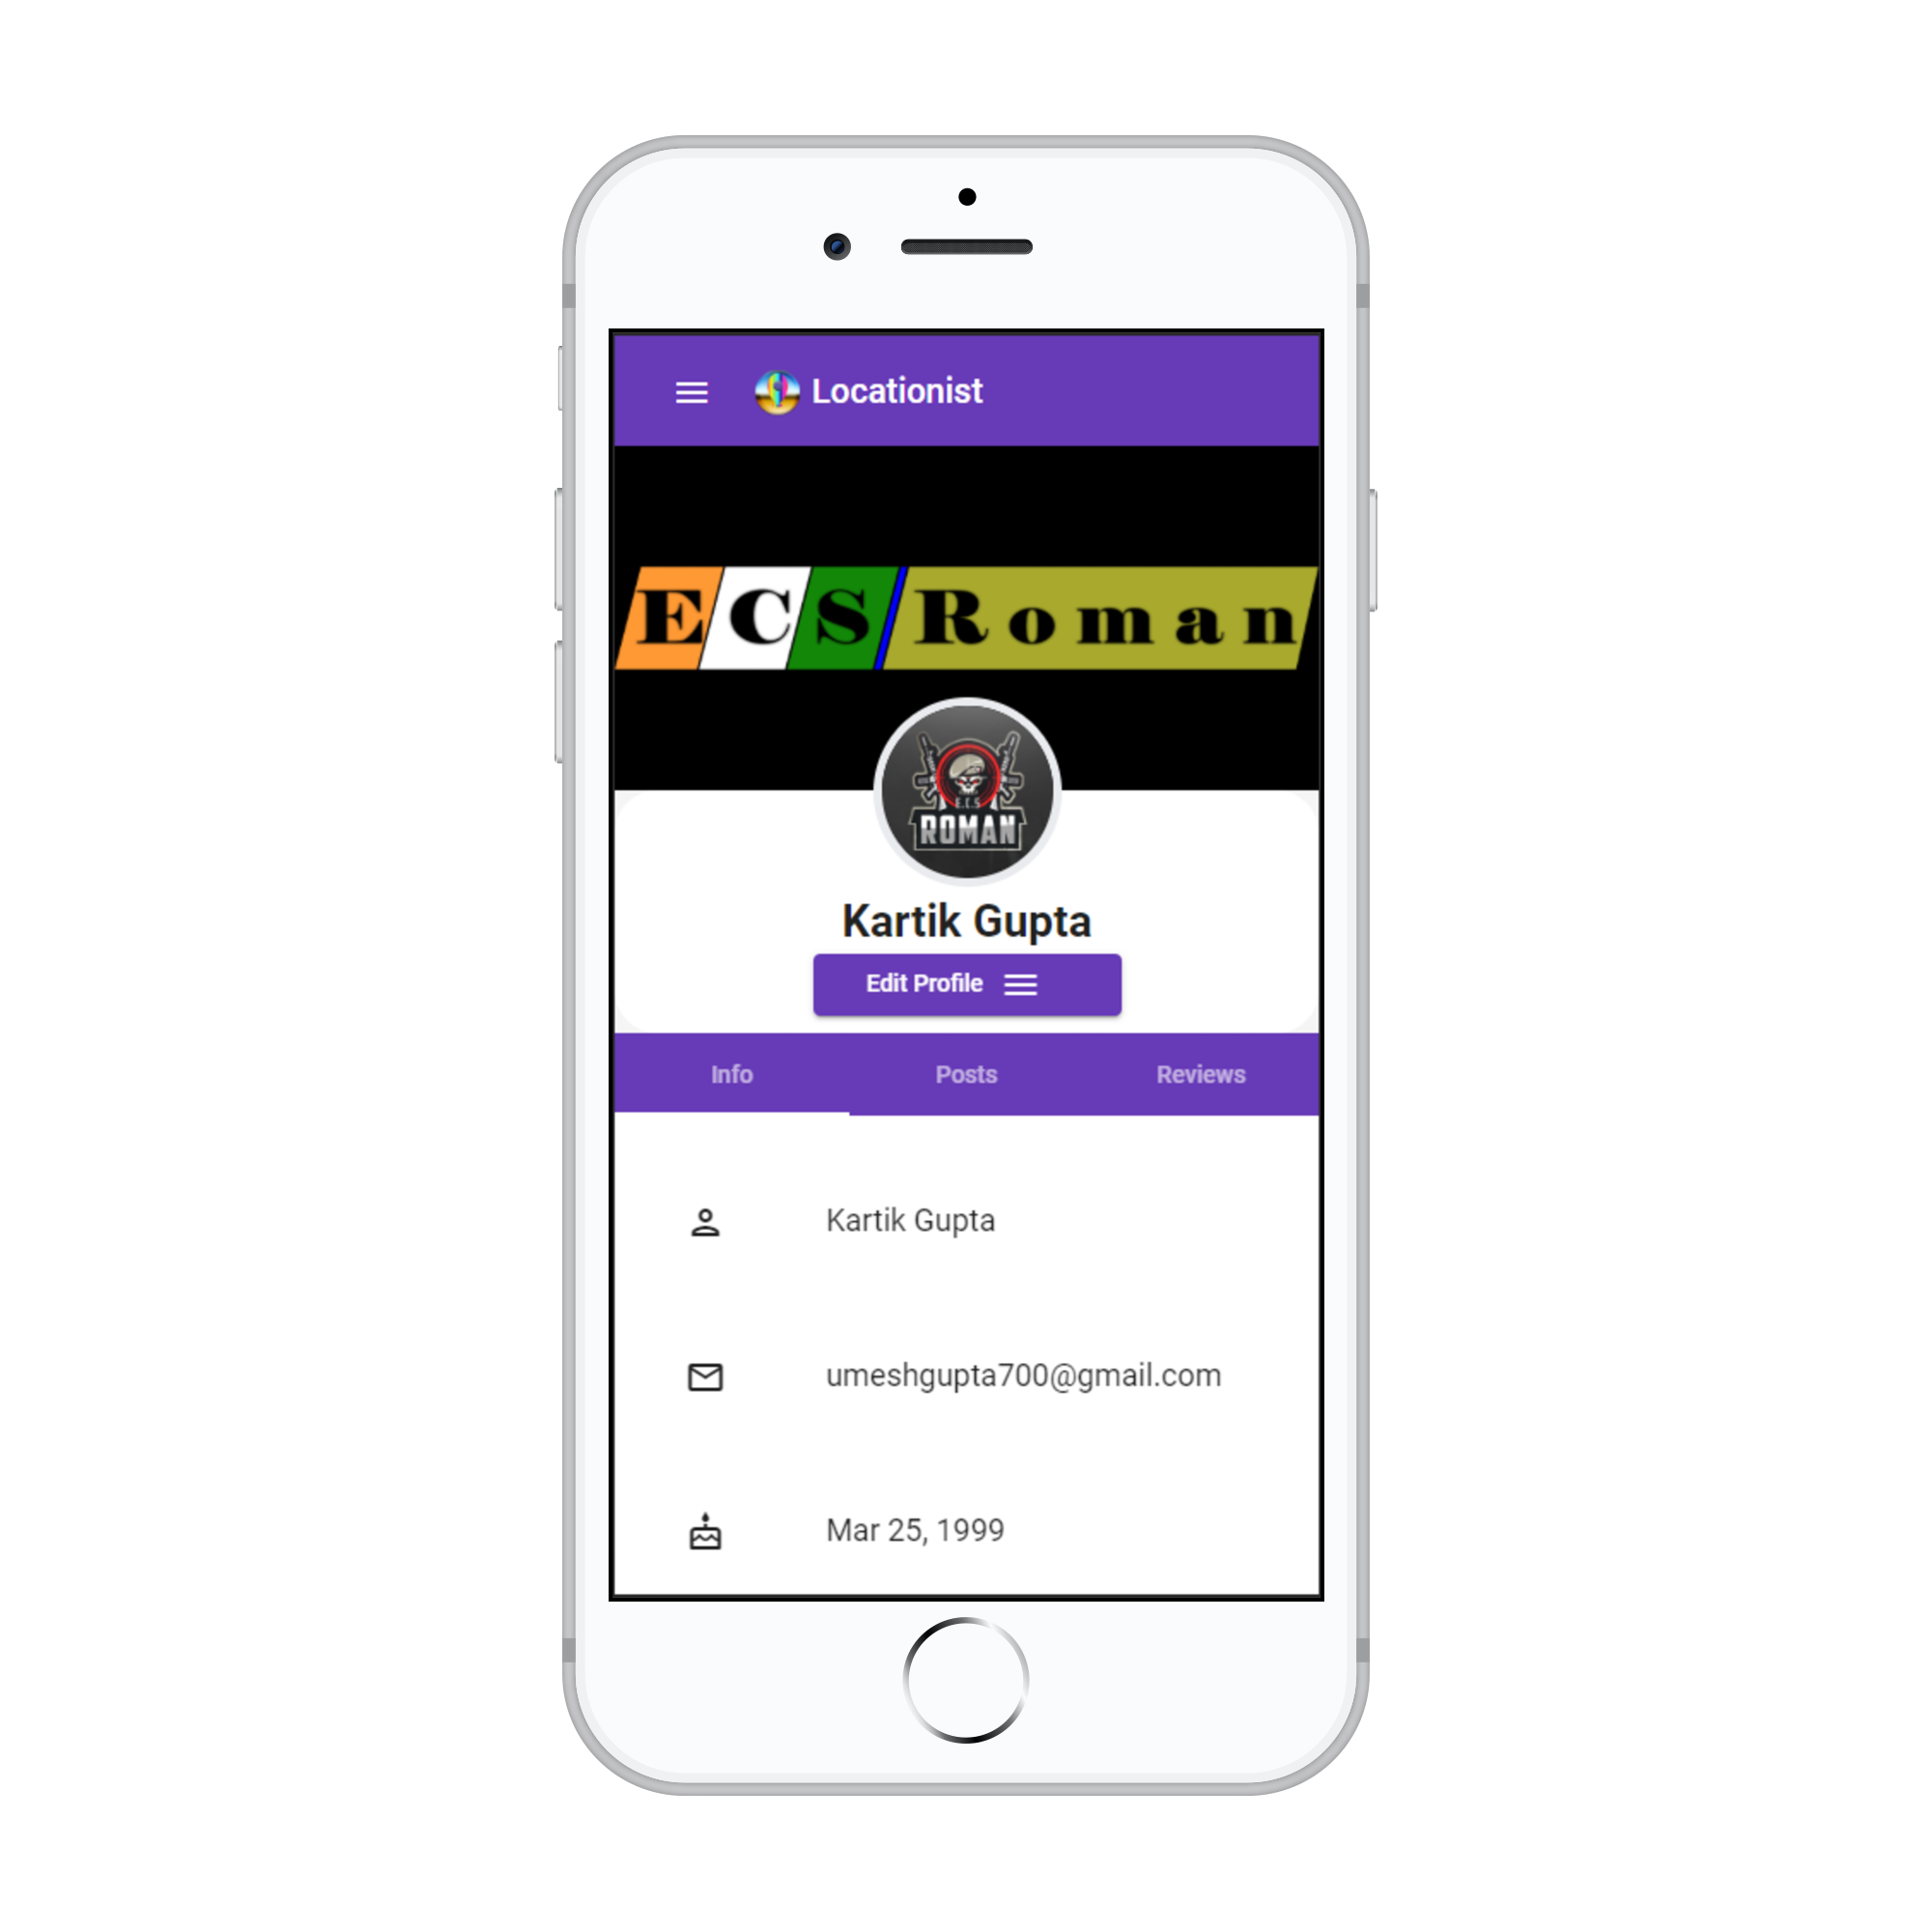 Locationist
ECS Roman
E.C.S
ROMAN
Kartik Gupta
Edit Profile
Info Posts Reviews
Kartik Gupta
umeshgupta700@gmail.com
Mar 25, 1999